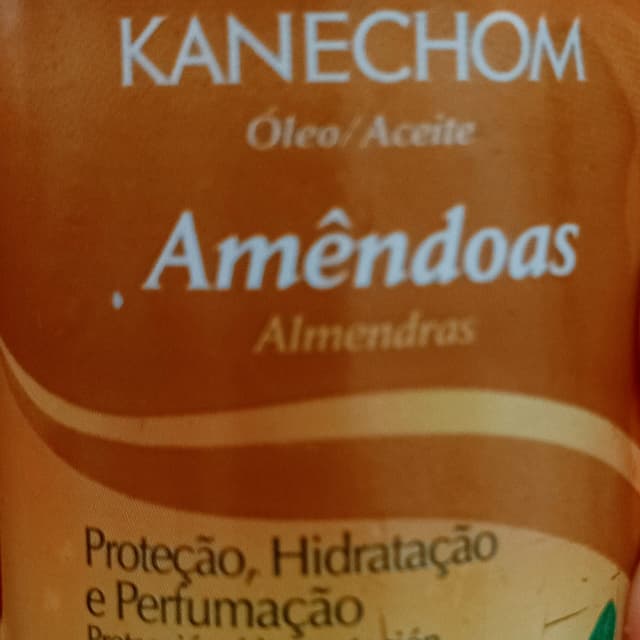 KANECHOM
Óleo/Aceite
Amêndoas
Almendras
Proteção, Hidratação
e Perfumação